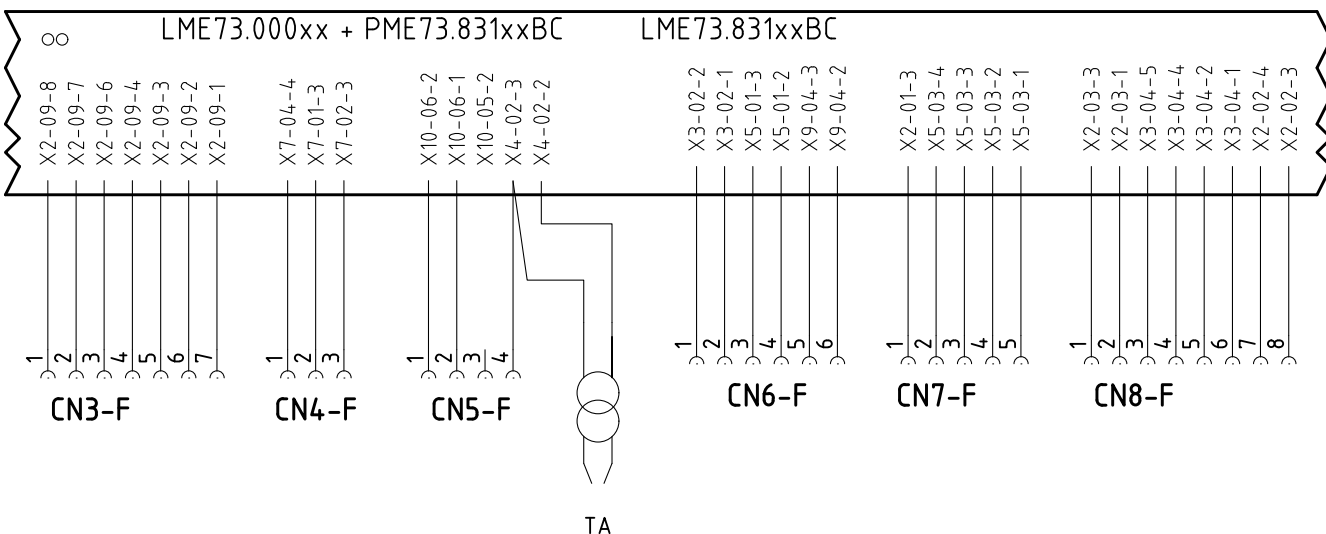 LME73.000xx + PME73.831xxBC LME73.831xxBC
X2-09-8
X2-09-7
X2-09-6
X2-09-4
X2-09-3
X2-09-2
X2-09-1
X7-04-4
X7-01-3
X7-02-3
X10-06-2
X10-06-1
X10-05-2
X4-02-3
X4-02-2
X3-02-2
X3-02-1
X5-01-3
X5-01-2
X9-04-3
X9-04-2
X2-01-3
X5-03-4
X5-03-3
X5-03-2
X5-03-1
X2-03-3
X2-03-1
X3-04-5
X3-04-4
X3-04-2
X3-04-1
X2-02-4
X2-02-3
1 2 3 4 5 6 7
CN3-F
1 2 3
CN4-F
1 2 3 4
CN5-F
1 2 3 4 5 6
CN6-F
1 2 3 4 5
CN7-F
1 2 3 4 5 6 7 8
CN8-F
TA